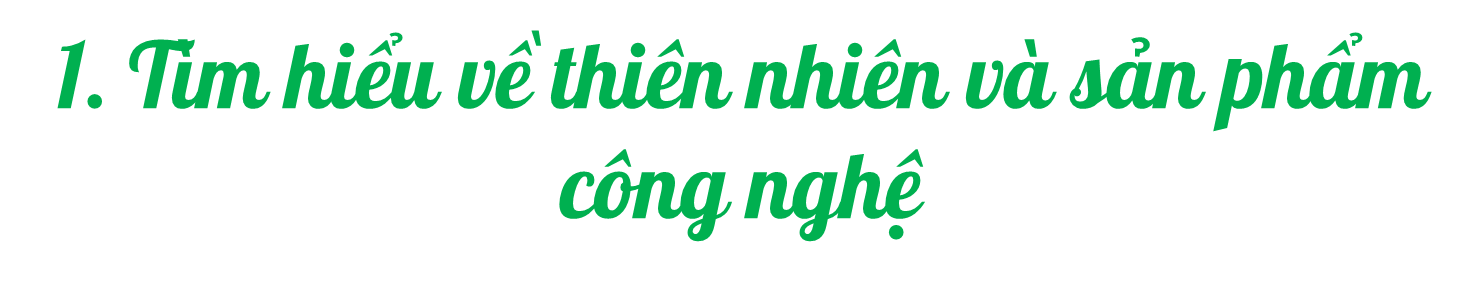 1. Tìm hiểu về thiên nhiên và sản phẩm
công nghệ